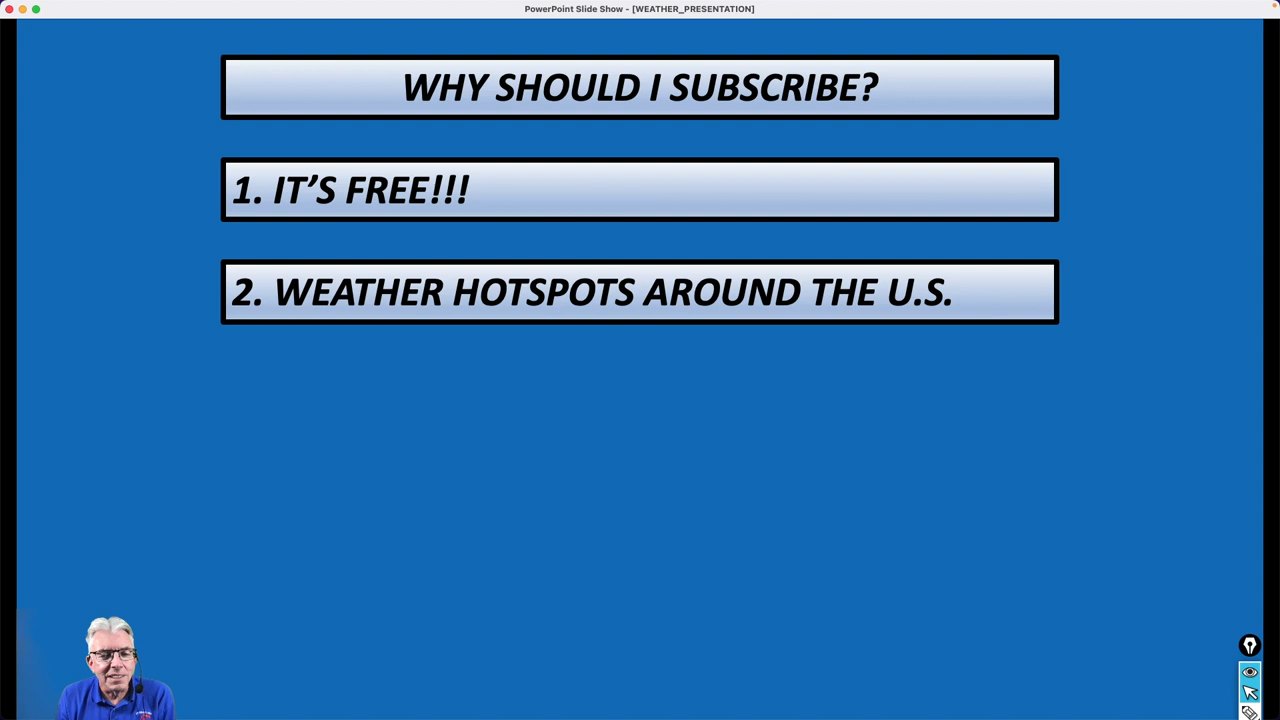 PowerPoint Slide Show - [WEATHER_PRESENTATION]
WHY SHOULD I SUBSCRIBE?
1. IT’S FREE!!!
2. WEATHER HOTSPOTS AROUND THE U.S.